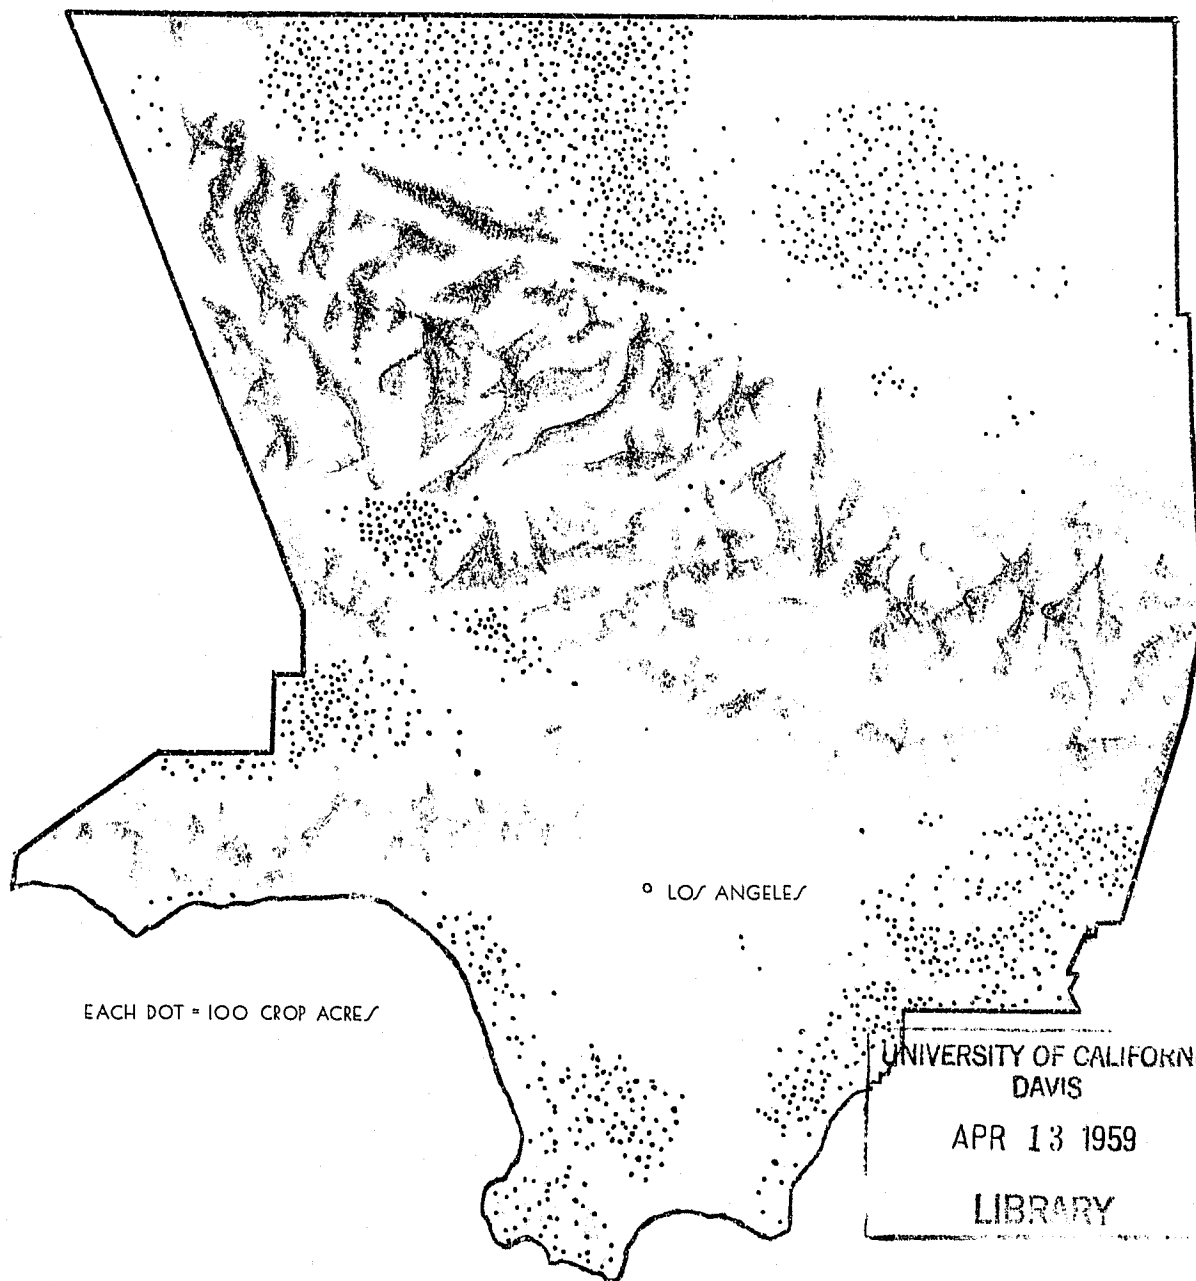 LOS ANGELES
EACH DOT = 100 CROP ACRES
UNIVERSITY OF CALIFORN
DAVIS
APR 13 1959
LIBRARY